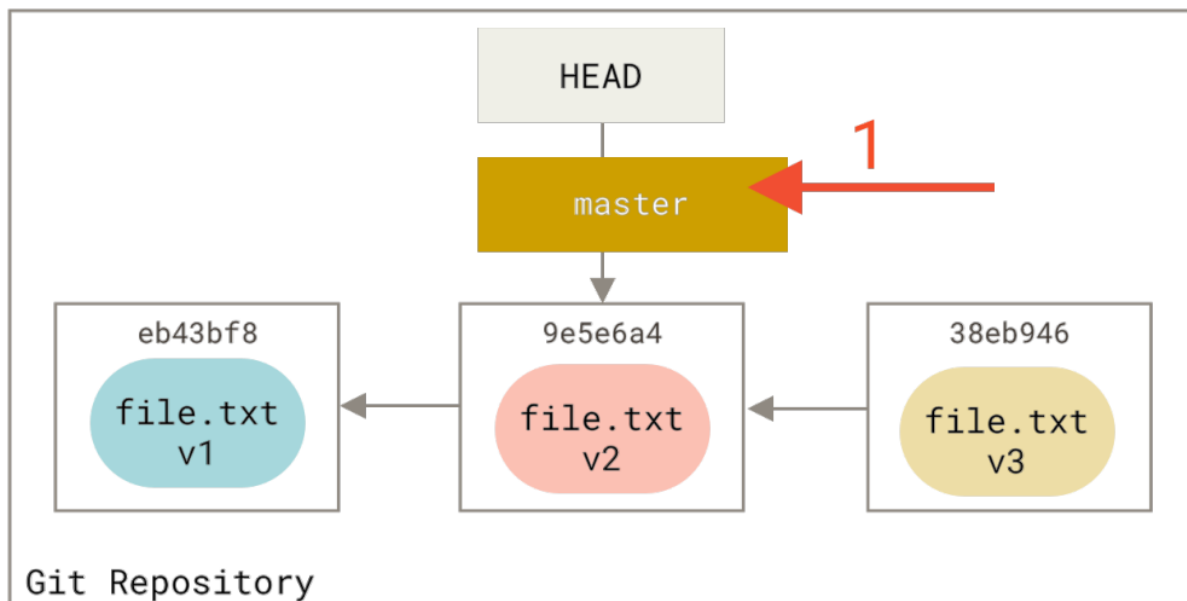 HEAD
1
master
eb43bf8
file.txt
v1
9e5e6a4
file.txt
v2
38eb946
file.txt
v3
Git Repository